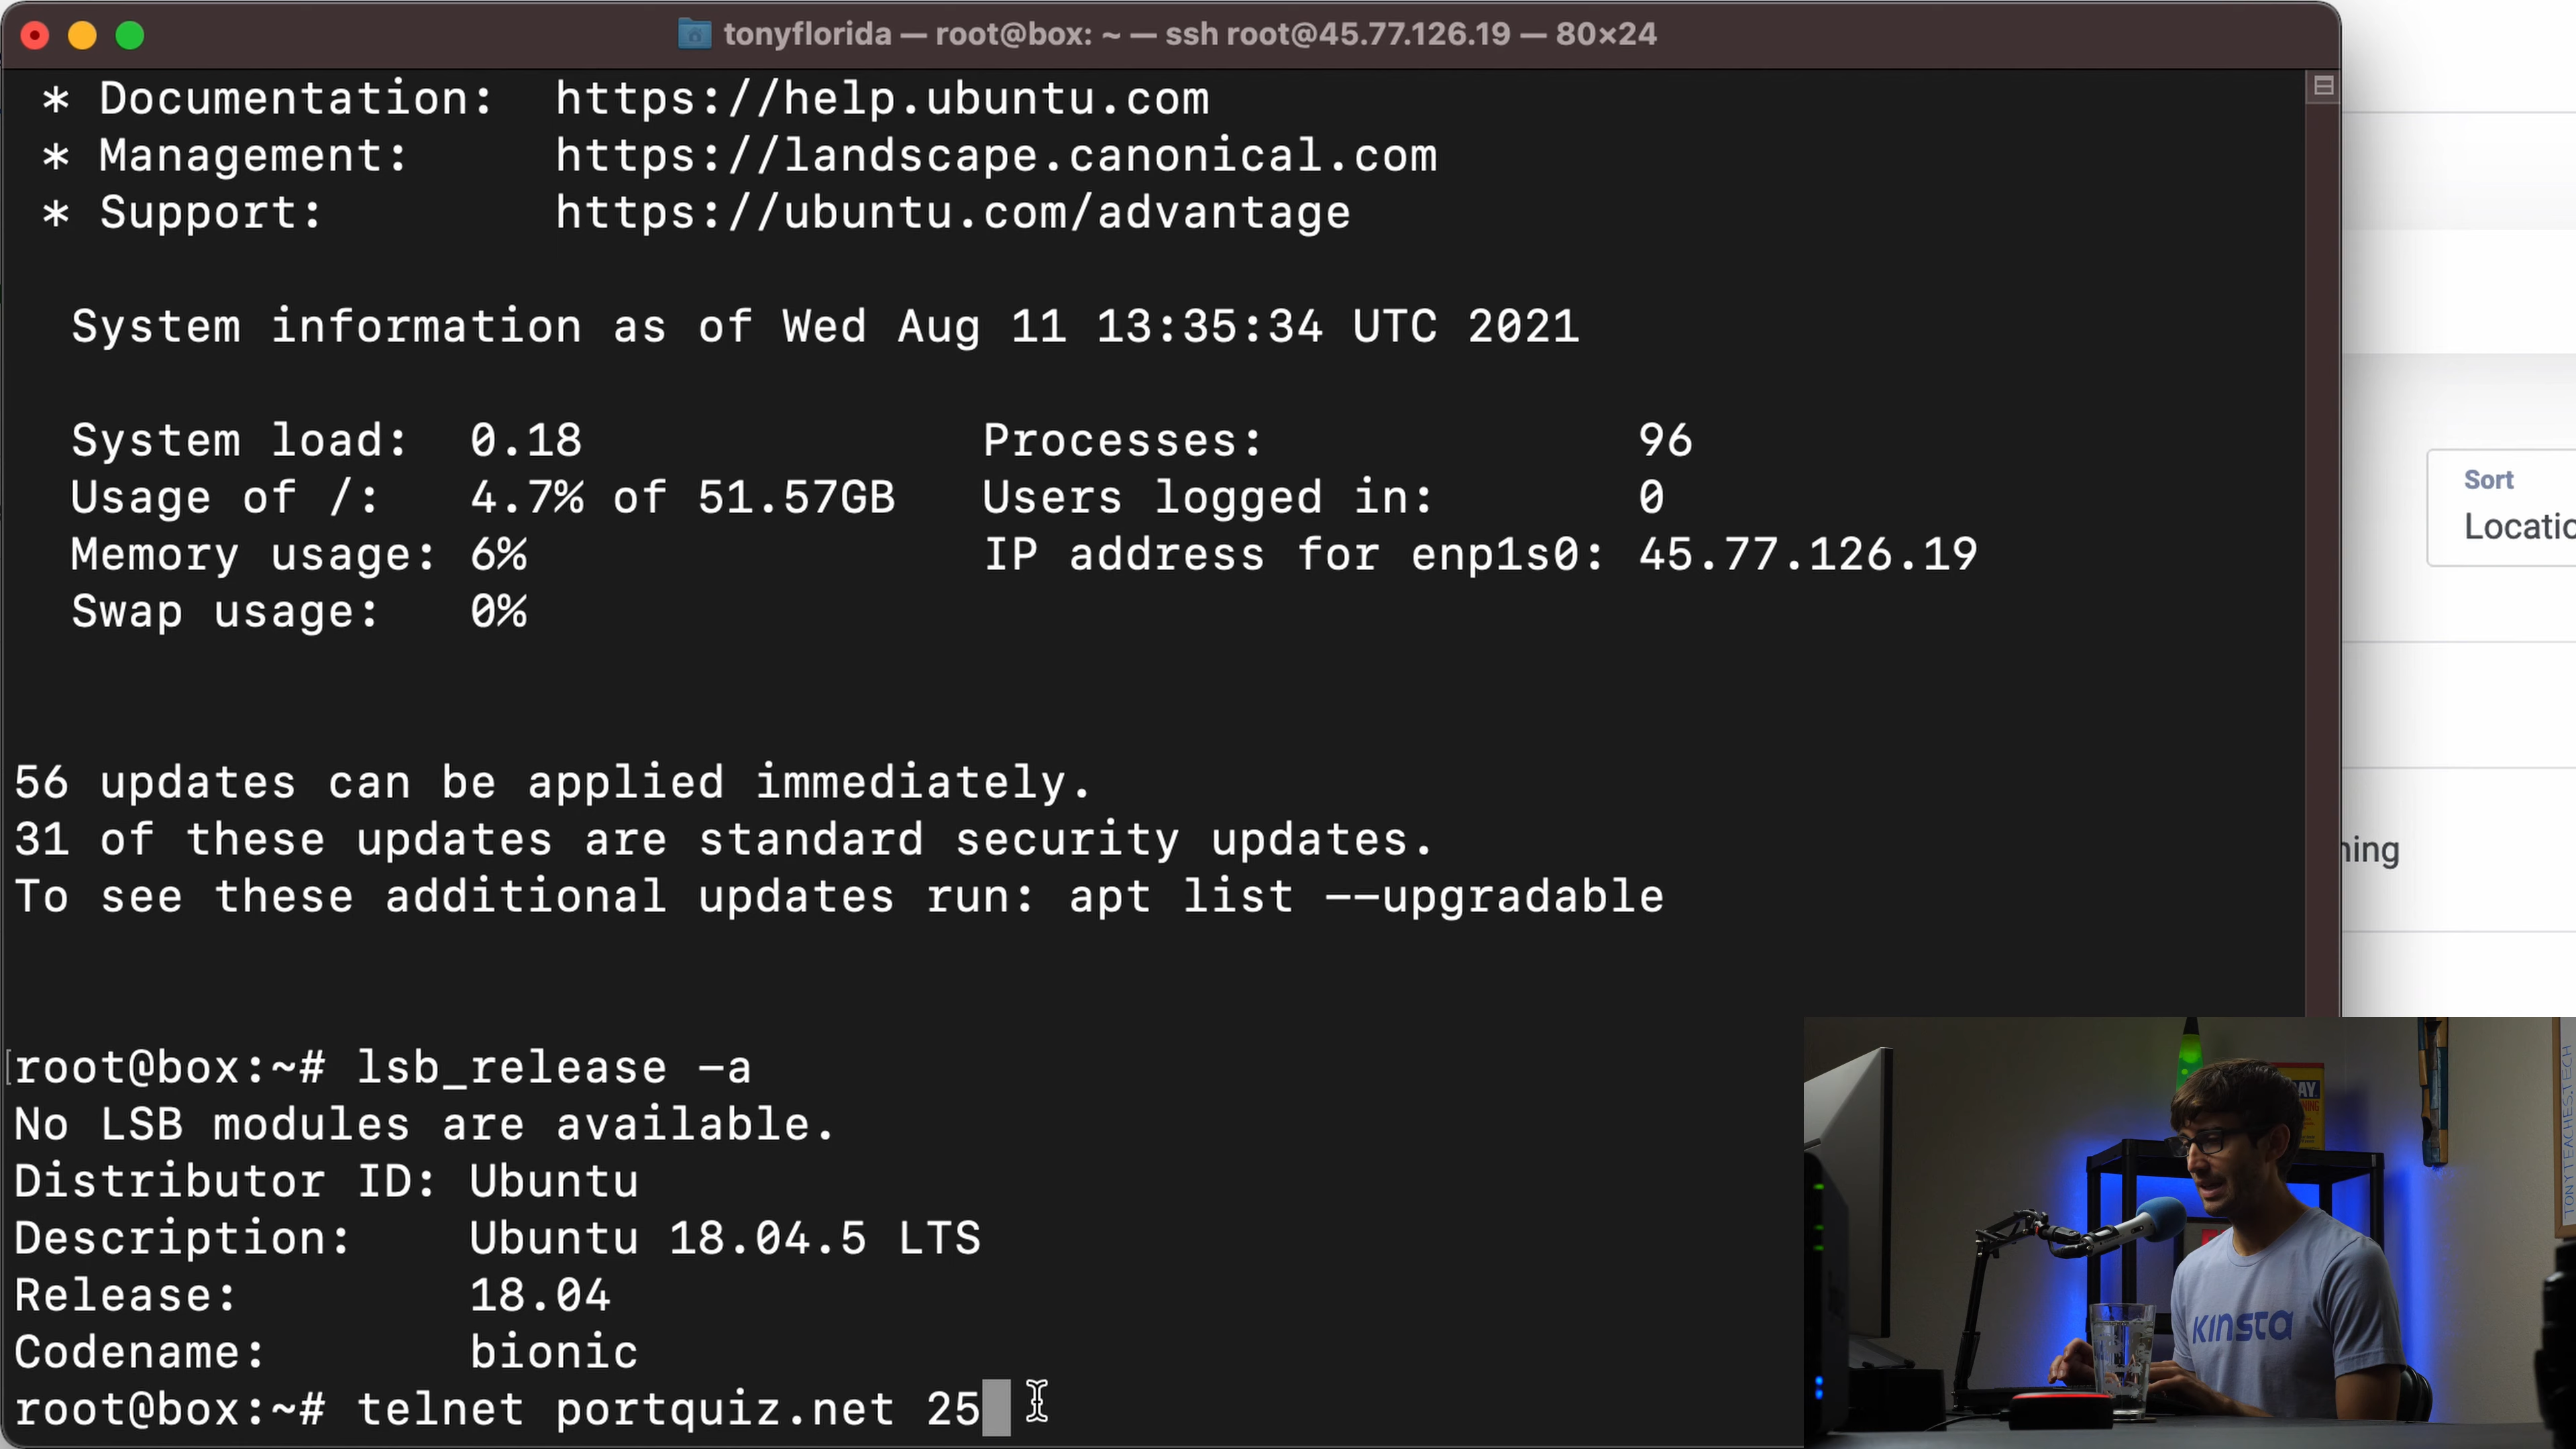 tonyflorida — root@box: ~ — ssh root@45.77.126.19 — 80×24
* Documentation: https://help.ubuntu.com
* Management: https://landscape.canonical.com
* Support: https://ubuntu.com/advantage
System information as of Wed Aug 11 13:35:34 UTC 2021
System load: 0.18 Processes: 96
Usage of /: 4.7% of 51.57GB Users logged in: 0
Memory usage: 6% IP address for enp1s0: 45.77.126.19
Swap usage: 0%
56 updates can be applied immediately.
31 of these updates are standard security updates.
To see these additional updates run: apt list --upgradable
[root@box:~# lsb_release -a
No LSB modules are available.
Distributor ID: Ubuntu
Description: Ubuntu 18.04.5 LTS
Release: 18.04
Codename: bionic
root@box:~# telnet portquiz.net 25
Sort
Locatio
ning
KINSTA
TONYTEACHES.TECH